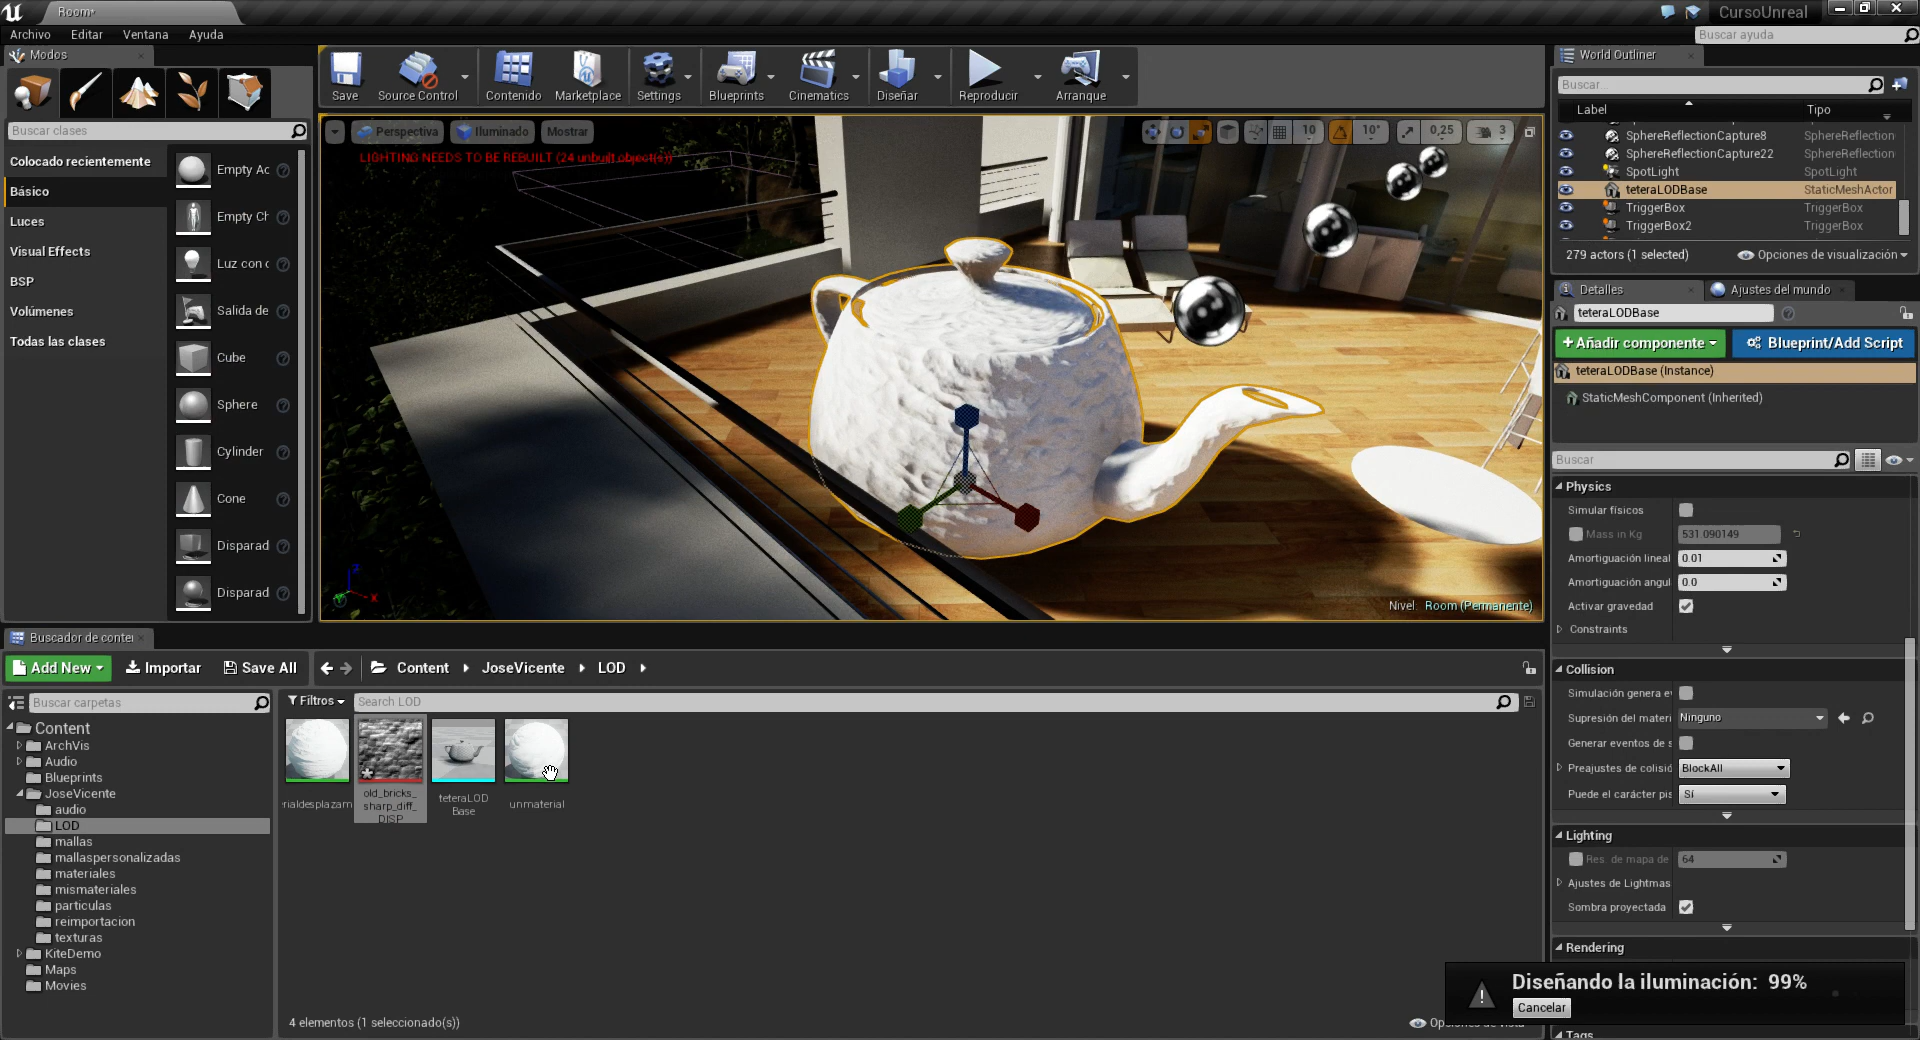 Room*
CursoUnreal
Archivo
Editar
Ventana
Ayuda
Buscar ayuda
Modos
Buscar clases
Colocado recientemente
Básico
Luces
Visual Effects
BSP
Volúmenes
Todas las clases
Empty Ac
Empty Ch
Luz con c
Salida de
Cube
Sphere
Cylinder
Cone
Disparad
Disparad
Save
Source Control
Contenido
Marketplace
Settings
Blueprints
Cinematics
Diseñar
Reproducir
Arranque
Perspectiva
Iluminado
Mostrar
10
10°
0,25
3
LIGHTING NEEDS TO BE REBUILT (24 unbuilt object(s))
Nivel: Room (Permanente)
World Outliner
Buscar...
Label
Tipo
SphereReflectionCapture8
SphereReflection
SphereReflectionCapture22
SphereReflection
SpotLight
SpotLight
teteraLODBase
StaticMeshActor
TriggerBox
TriggerBox
TriggerBox2
TriggerBox
279 actors (1 selected)
Opciones de visualización
Detalles
Ajustes del mundo
teteraLODBase
+Añadir componente
Blueprint/Add Script
teteraLODBase (Instance)
StaticMeshComponent (Inherited)
Buscar
Physics
Simular físicos
Mass in Kg
531.090149
Amortiguación lineal
0.01
Amortiguación angul
0.0
Activar gravedad
Constraints
Collision
Simulación genera ev
Supresión del materi
Ninguno
Generar eventos de s
Preajustes de colisió
BlockAll
Puede el carácter pis
Sí
Lighting
Res. de mapa de
64
Ajustes de Lightmas
Sombra proyectada
Rendering
Diseñando la iluminación: 99%
Cancelar
Tags
Buscador de conter
Add New
Importar
Save All
Content
JoseVicente
LOD
Buscar carpetas
Filtros
Search LOD
Content
ArchVis
Audio
Blueprints
JoseVicente
audio
LOD
mallas
mallaspersonalizadas
materiales
mismateriales
particulas
reimportacion
texturas
KiteDemo
Maps
Movies
rialdesplazam
old_bricks_
sharp_diff_
DISP
teteraLOD
Base
unmaterial
4 elementos (1 seleccionado(s))